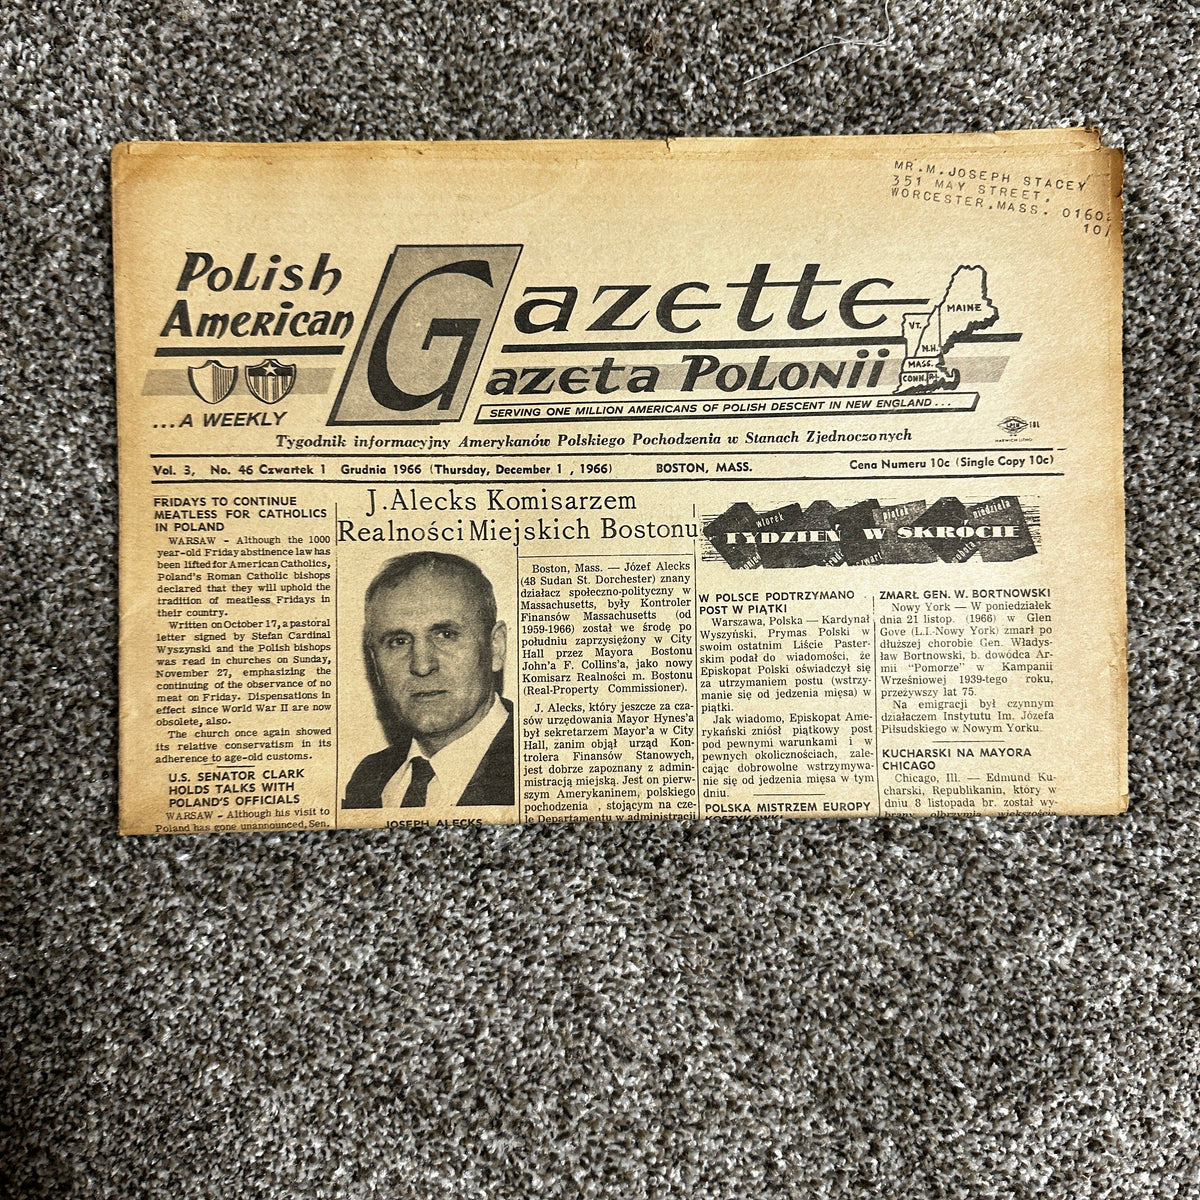 MR.M.JOSEPH STACEY
351 MAY STREET,
WORCESTER,MASS. 0160
10/
Polish
American
Gazette
Gazeta Polonii
...A WEEKLY
MAINE
VT.
N.H.
MASS.
CONN.
R.I.
SERVING ONE MILLION AMERICANS OF POLISH DESCENT IN NEW ENGLAND...
Tygodnik informacyjny Amerykanów Polskiego Pochodzenia w Stanach Zjednoczonych
Vol. 3, No. 46 Czwartek 1 Grudnia 1966 (Thursday, December 1 , 1966) BOSTON, MASS. Cena Numeru 10c (Single Copy 10c)
FRIDAYS TO CONTINUE
MEATLESS FOR CATHOLICS
IN POLAND
WARSAW - Although the 1000
year-old Friday abstinence law has
been lifted for American Catholics,
Poland's Roman Catholic bishops
declared that they will uphold the
tradition of meatless Fridays in
their country.
Written on October 17, a pastoral
letter signed by Stefan Cardinal
Wyszynski and the Polish bishops
was read in churches on Sunday,
November 27, emphasizing the
continuing of the observance of no
meat on Friday. Dispensations in
effect since World War II are now
obsolete, also.
The church once again showed
its relative conservatism in its
adherence to age-old customs.
U.S. SENATOR CLARK
HOLDS TALKS WITH
POLAND'S OFFICIALS
WARSAW - Although his visit to
Poland has gone unannounced, Sen.
J. Alecks Komisarzem
Realności Miejskich Bostonu
JOSEPH ALECKS
Boston, Mass. — Józef Alecks
(48 Sudan St. Dorchester) znany
działacz społeczno-polityczny w
Massachusetts, były Kontroler
Finansów Massachusetts (od
1959-1966) został we środę po
południu zaprzysiężony w City
Hall przez Mayora Bostonu
John'a F. Collins'a, jako nowy
Komisarz Realności m. Bostonu
(Real-Property Commissioner).
J. Alecks, który jeszcze za cza-
sów urzędowania Mayor Hynes'a
był sekretarzem Mayor'a w City
Hall, zanim objął urząd Kon-
trolera Finansów Stanowych,
jest dobrze zapoznany z admin-
istracją miejską. Jest on pierw-
szym Amerykaninem, polskiego
pochodzenia , stojącym na cze-
le Departamentu w administracji
wtorek
piątek
niedziela
TYDZIEŃ W SKRÓCIE
sobota
W POLSCE PODTRZYMANO
POST W PIĄTKI
Warszawa, Polska — Kardynał
Wyszyński, Prymas Polski w
swoim ostatnim Liście Paster-
skim podał do wiadomości, że
Episkopat Polski oświadczył się
za utrzymaniem postu (wstrzy-
manie się od jedzenia mięsa) w
piątki.
Jak wiadomo, Episkopat Ame-
rykański zniósł piątkowy post
pod pewnymi warunkami i w
pewnych okolicznościach, zale-
cając dobrowolne wstrzymywa-
nie się od jedzenia mięsa w tym
dniu.
POLSKA MISTRZEM EUROPY
ZMARŁ GEN. W. BORTNOWSKI
Nowy York — W poniedziałek
dnia 21 listop. (1966) w Glen
Gove (L.I.-Nowy York) zmarł po
dłuższej chorobie Gen. Władys-
ław Bortnowski, b. dowódca Ar-
mii "Pomorze" w Kampanii
Wrześniowej 1939-tego roku,
przeżywszy lat 75.
Na emigracji był czynnym
działaczem Instytutu Im. Józefa
Piłsudskiego w Nowym Yorku.
KUCHARSKI NA MAYORA
CHICAGO
Chicago, Ill. — Edmund Ku-
charski, Republikanin, który w
dniu 8 listopada br. został wy-
brany olbrzymią większością